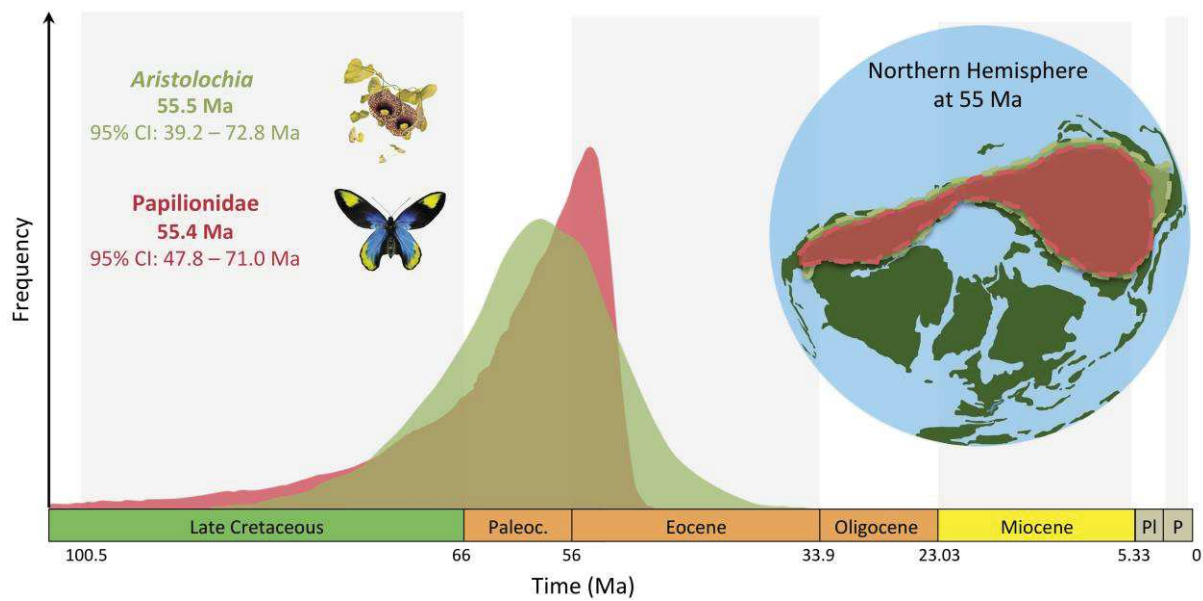 Aristolochia
55.5 Ma
95% CI: 39.2 – 72.8 Ma
Papilionidae
55.4 Ma
95% CI: 47.8 – 71.0 Ma
Northern Hemisphere
at 55 Ma
Frequency
Late Cretaceous Paleoc. Eocene Oligocene Miocene Pl P
100.5 66 56 33.9 23.03 5.33 0
Time (Ma)